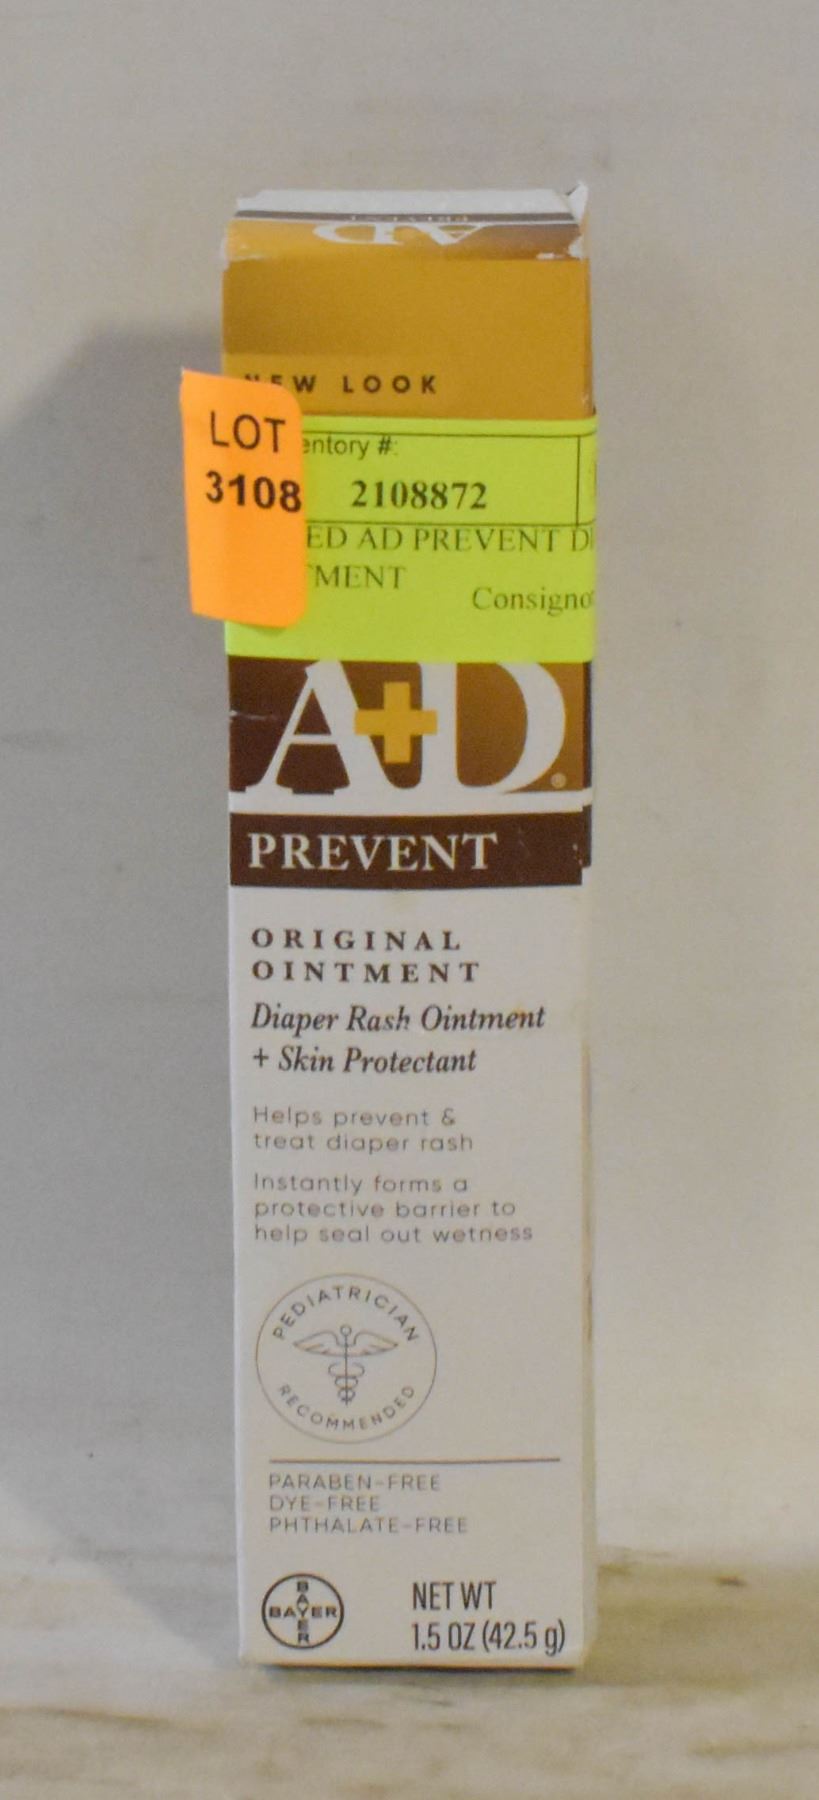 A D
NEW LOOK
LOT
3108
entory #:
2108872
ED AD PREVENT D
MENT
Consigno
A+D®
PREVENT
ORIGINAL
OINTMENT
Diaper Rash Ointment
+ Skin Protectant
Helps prevent &
treat diaper rash
Instantly forms a
protective barrier to
help seal out wetness
PEDIATRICIAN
RECOMMENDED
PARABEN-FREE
DYE-FREE
PHTHALATE-FREE
BAYER
BAYER
NET WT
1.5 OZ (42.5 g)